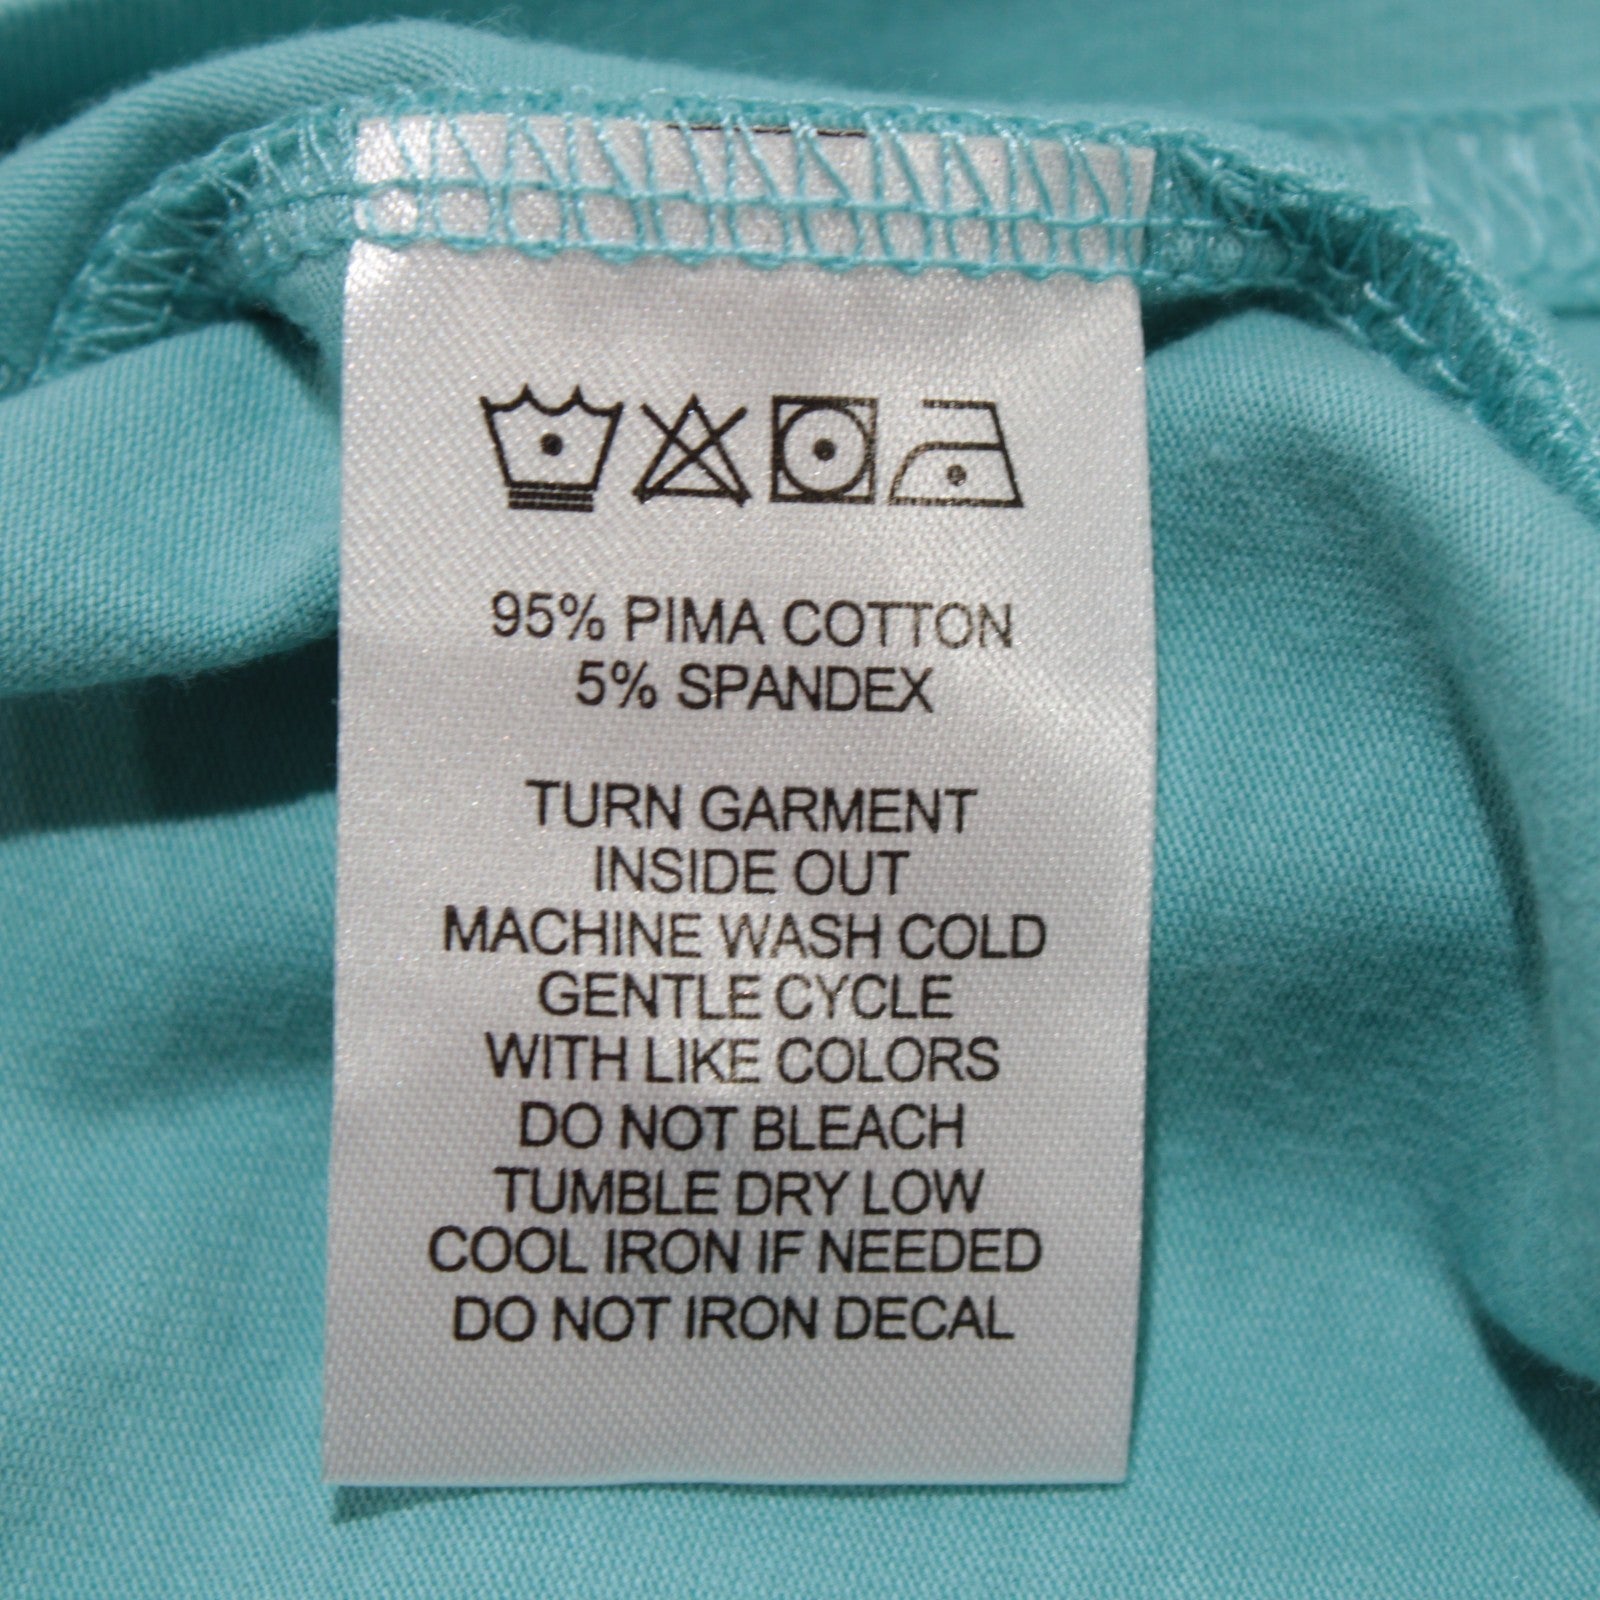 95% PIMA COTTON
5% SPANDEX
TURN GARMENT
INSIDE OUT
MACHINE WASH COLD
GENTLE CYCLE
WITH LIKE COLORS
DO NOT BLEACH
TUMBLE DRY LOW
COOL IRON IF NEEDED
DO NOT IRON DECAL